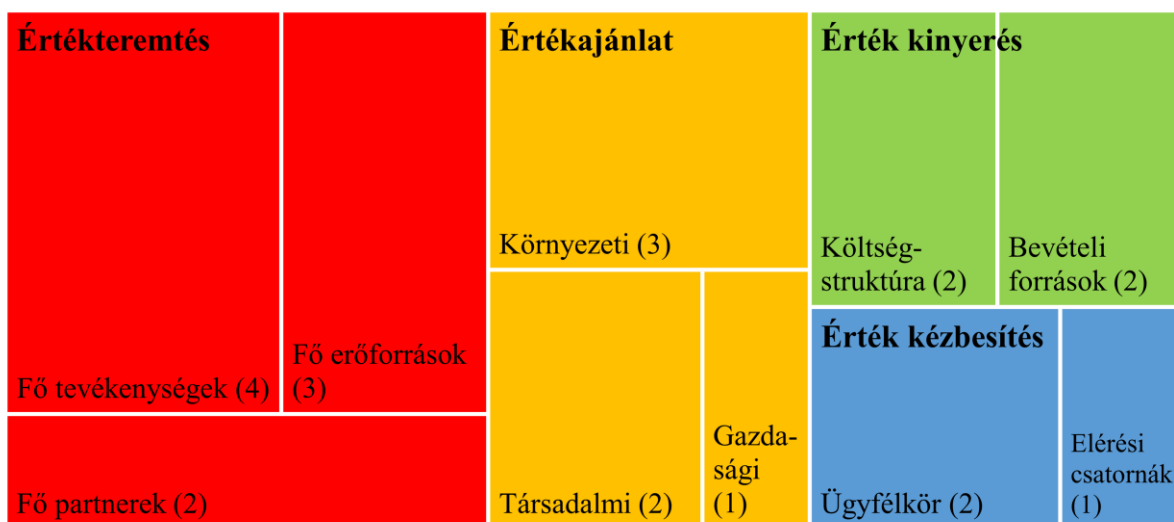 Értékteremtés
Fő tevékenységek (4)
Fő erőforrások
(3)
Fő partnerek (2)
Értékajánlat
Környezeti (3)
Társadalmi (2)
Gazda-
sági
(1)
Érték kinyerés
Költség-
struktúra (2)
Bevételi
források (2)
Érték kézbesítés
Ügyfélkör (2)
Elérési
csatornák
(1)